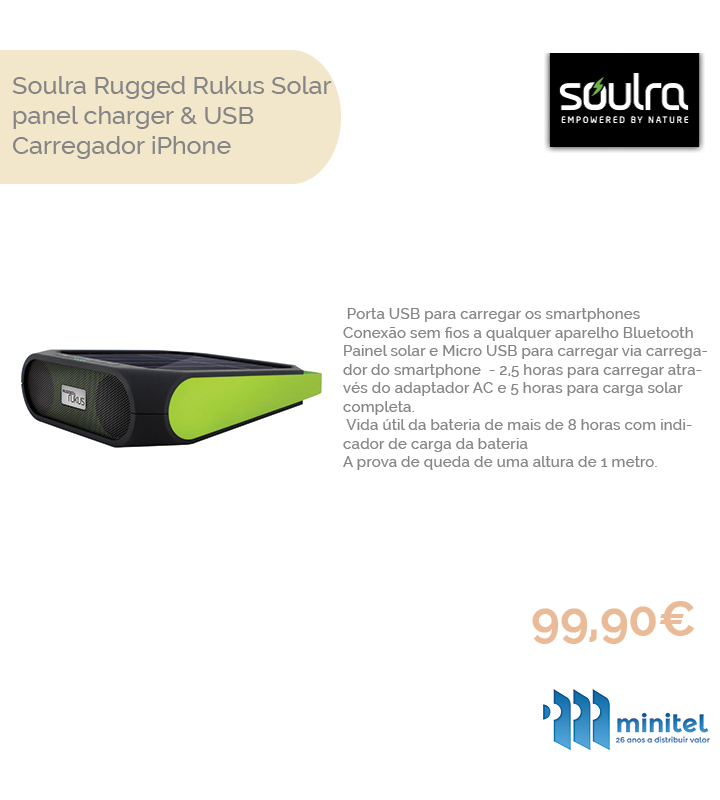 Soulra Rugged Rukus Solar
panel charger & USB
Carregador iPhone
soulra
EMPOWERED BY NATURE
Porta USB para carregar os smartphones
Conexão sem fios a qualquer aparelho Bluetooth
Painel solar e Micro USB para carregar via carrega-
dor do smartphone - 2,5 horas para carregar atra-
vés do adaptador AC e 5 horas para carga solar
completa.
Vida útil da bateria de mais de 8 horas com indi-
cador de carga da bateria
A prova de queda de uma altura de 1 metro.
RUGGED
rukus
99,90€
minitel
26 anos a distribuir valor